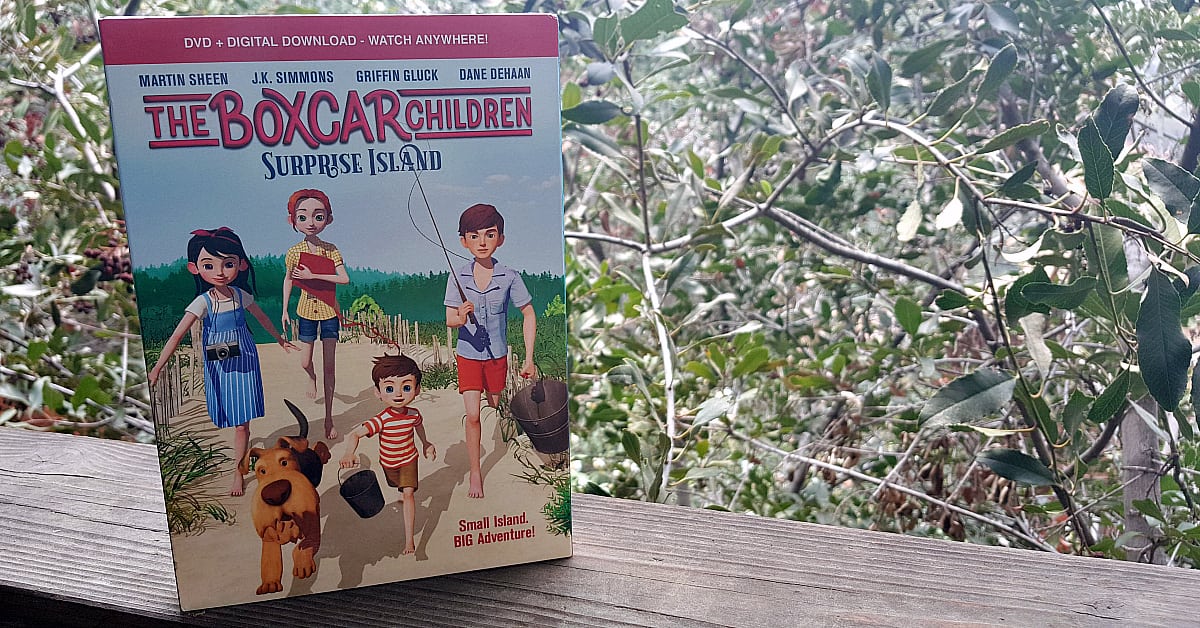 DVD + DIGITAL DOWNLOAD - WATCH ANYWHERE!
MARTIN SHEEN J.K. SIMMONS GRIFFIN GLUCK DANE DEHAAN
THE BOXCAR CHILDREN
SURPRISE ISLAND
Small Island.
BIG Adventure!